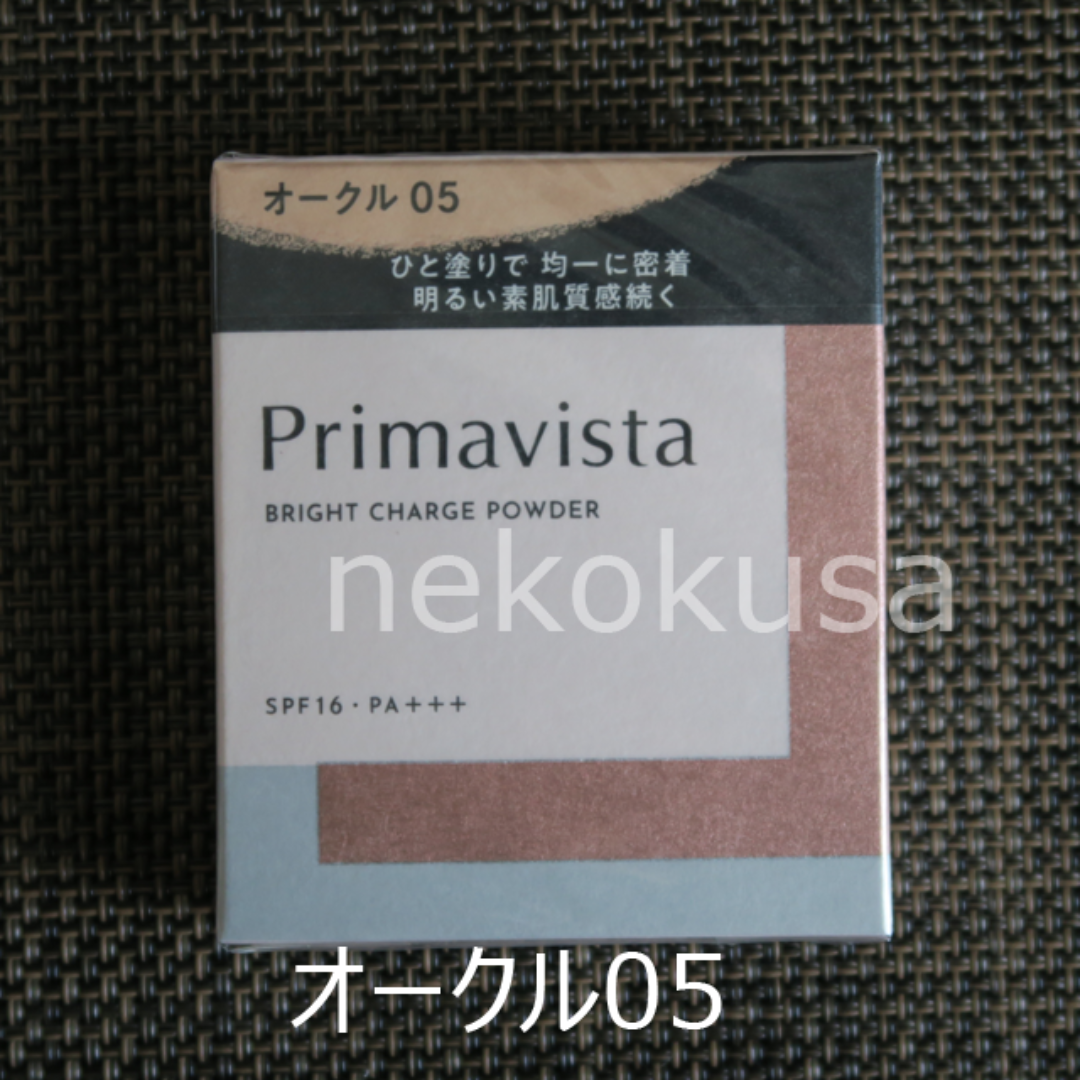 オークル 05
ひと塗りで 均一に密着
明るい素肌質感続く
Primavista
BRIGHT CHARGE POWDER
nekokusa
SPF16・PA+++
オークル05